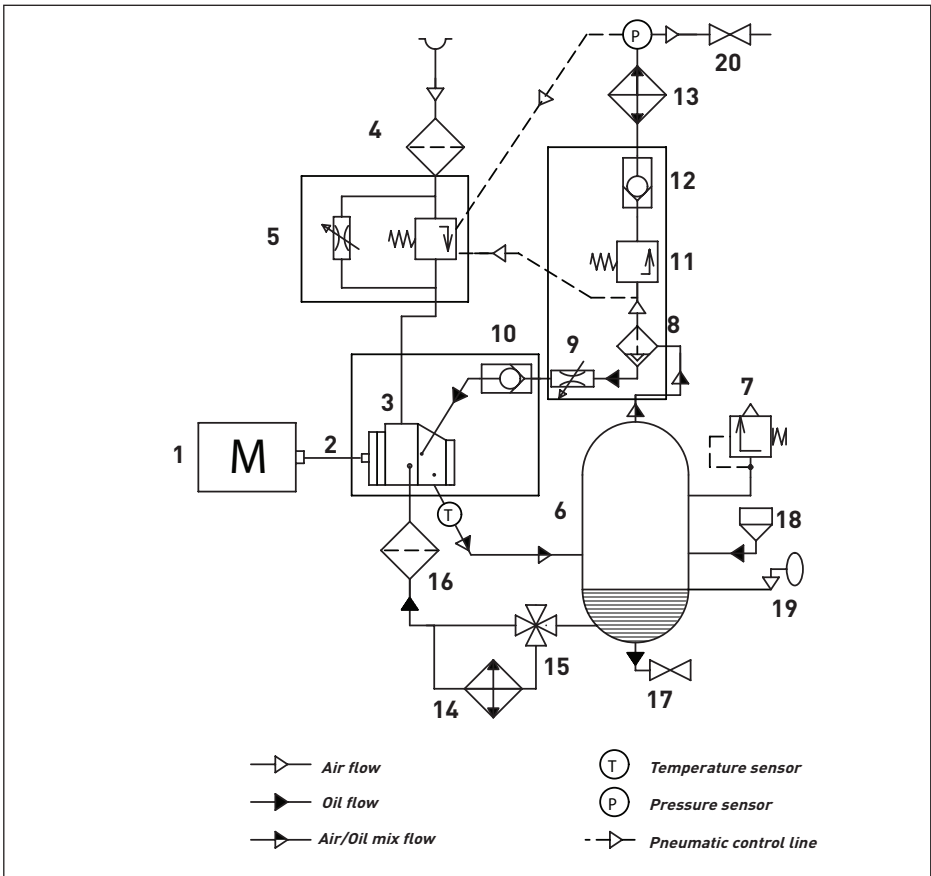 P
20
13
4
12
5
11
8
10
9
7
3
1
M
2
6
T
18
16
19
15
14
17
Air flow
T
Temperature sensor
Oil flow
P
Pressure sensor
Air/Oil mix flow
Pneumatic control line